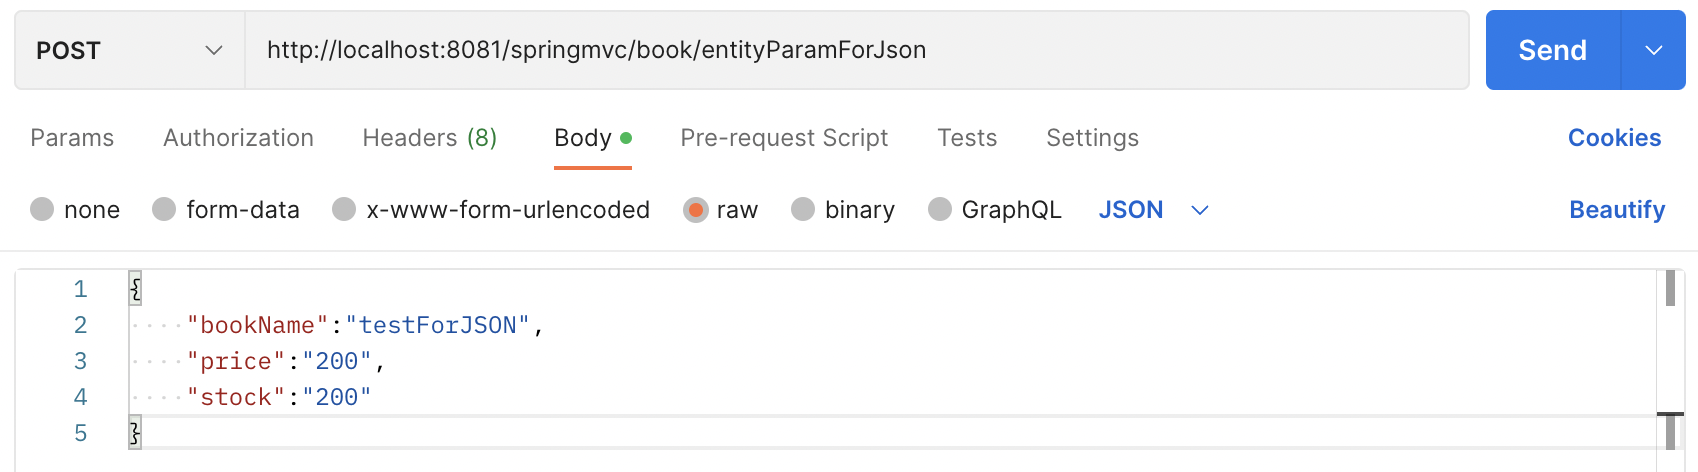 POST http://localhost:8081/springmvc/book/entityParamForJson Send
Params Authorization Headers (8) Body Pre-request Script Tests Settings Cookies
none form-data x-www-form-urlencoded raw binary GraphQL JSON Beautify
1 {
2 "bookName":"testForJSON",
3 "price":"200",
4 "stock":"200"
5 }